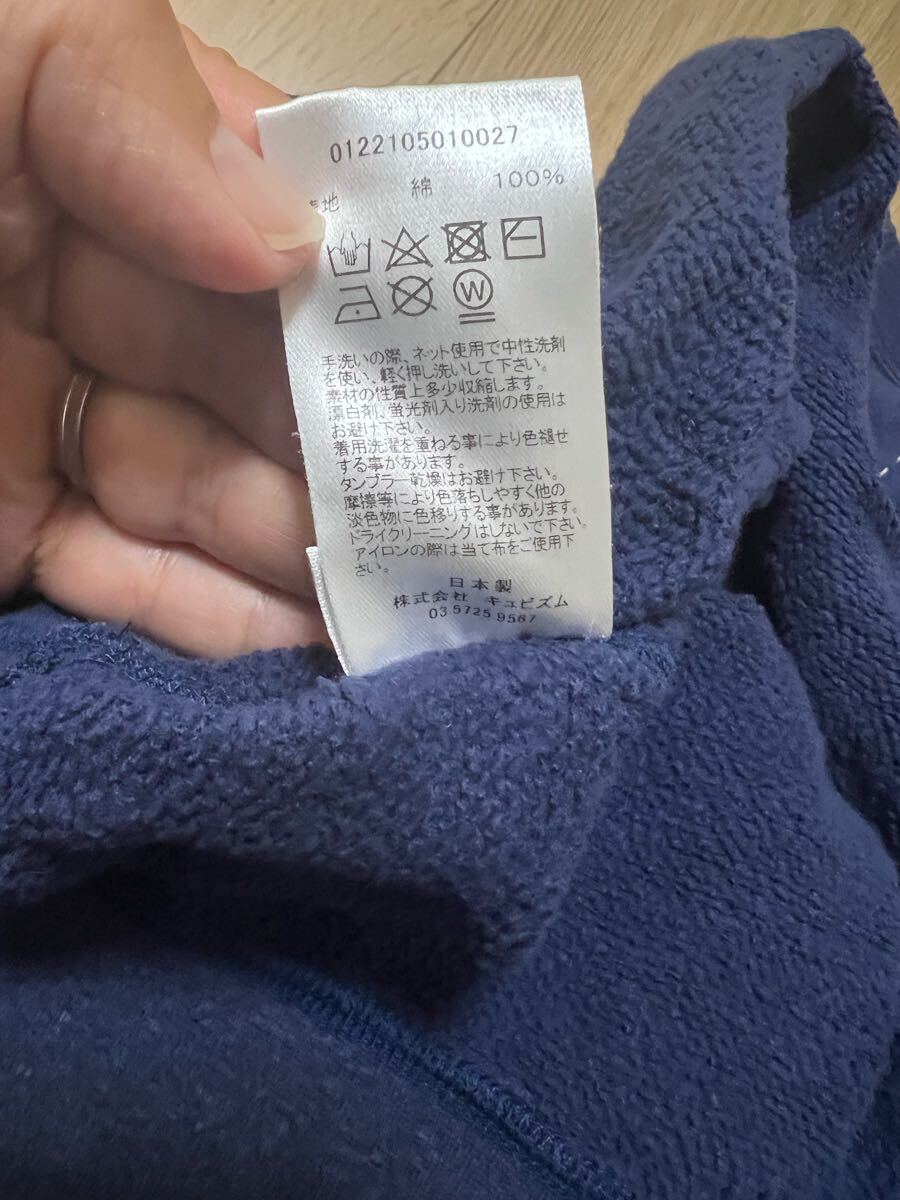 0122105010027
地 綿 100%
W
手洗いの際、ネット使用で中性洗剤
を使い、軽く押し洗いして下さい。
素材の性質上多少収縮します。
漂白剤、蛍光剤入り洗剤の使用は
お避け下さい。
着用洗濯を重ねる事により色褪せ
する事があります。
タンブラー乾燥はお避け下さい。
摩擦等により色落ちしやすく他の
淡色物に色移りする事があります。
ドライクリーニングはしないで下さい。
アイロンの際は当て布をご使用下
さい。
日本製
株式会社 キュビズム
03 5725 9567